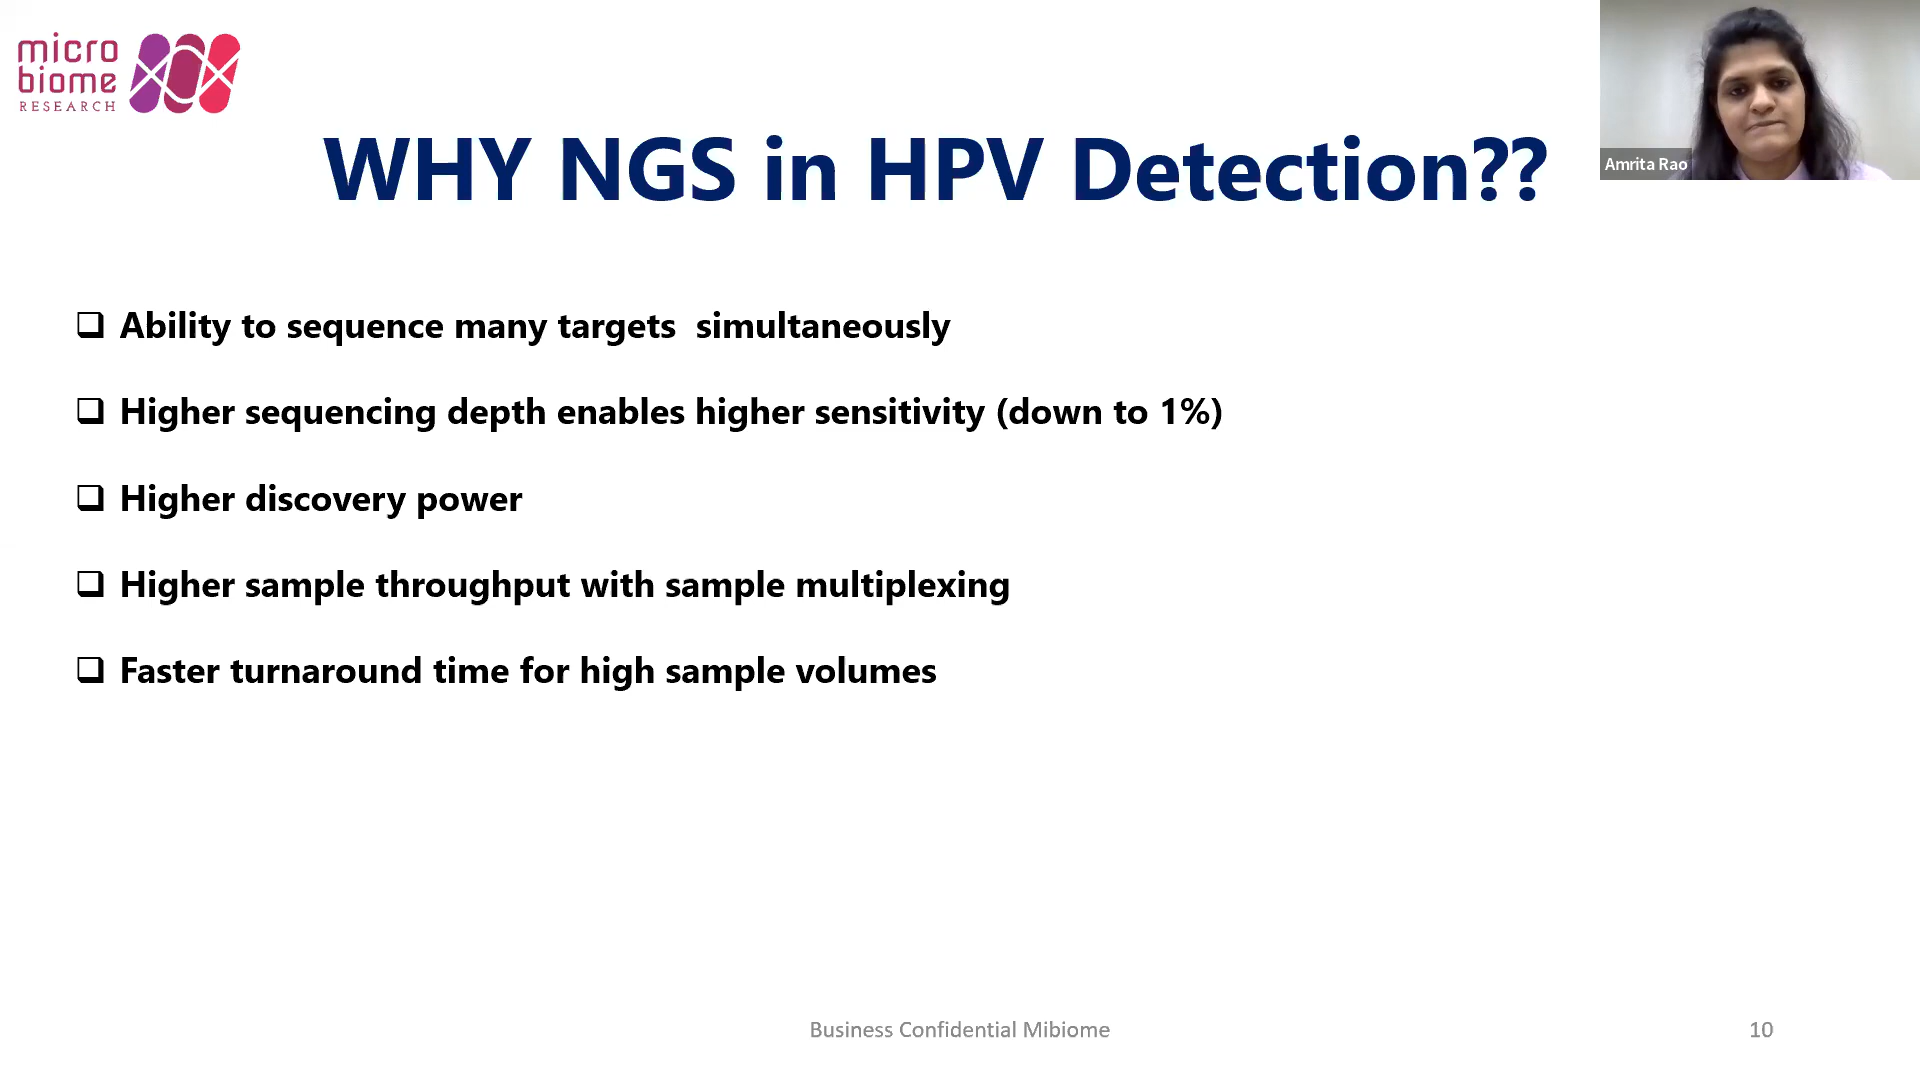 micro
biome
RESEARCH
Amrita Rao
WHY NGS in HPV Detection??
Ability to sequence many targets  simultaneously
Higher sequencing depth enables higher sensitivity (down to 1%)
Higher discovery power
Higher sample throughput with sample multiplexing
Faster turnaround time for high sample volumes
Business Confidential Mibiome
10